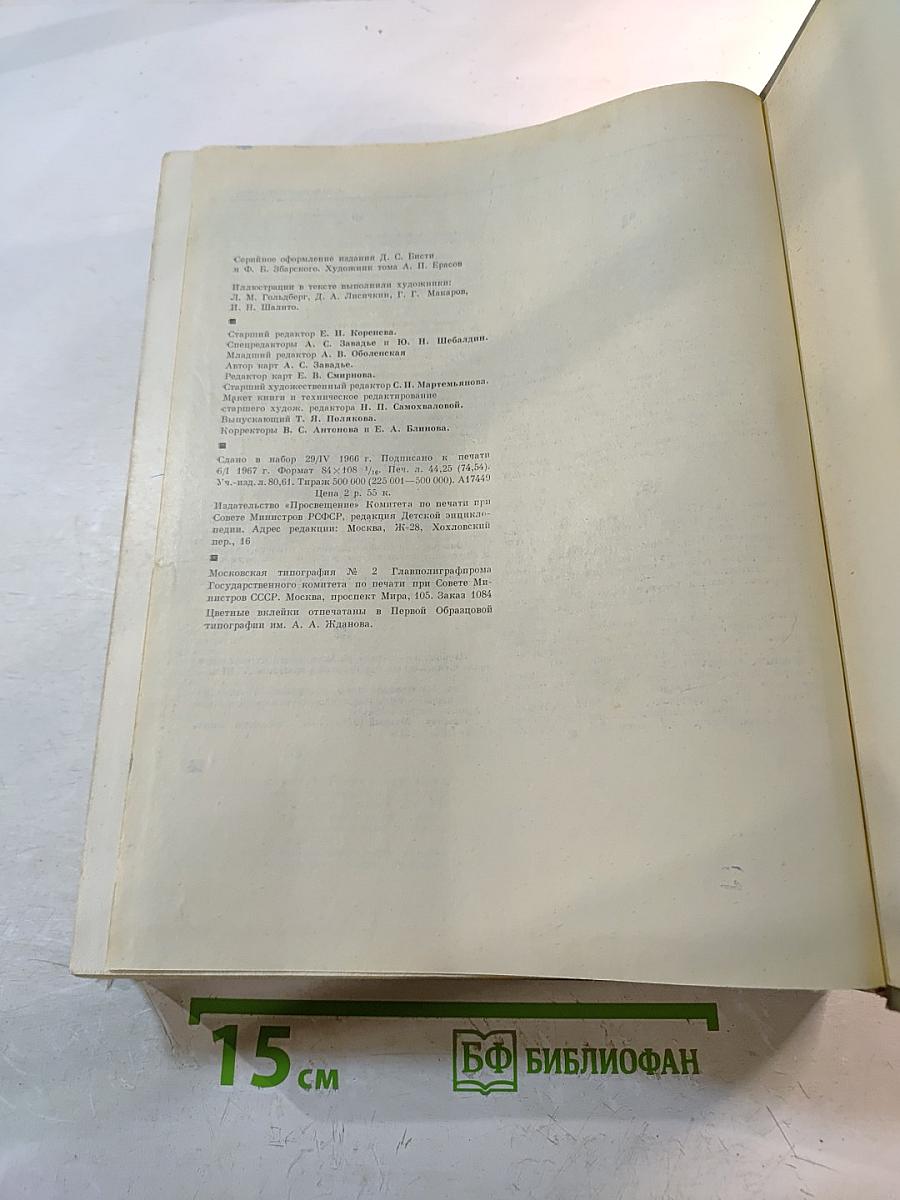 Серийное оформление издания Д. С. Бисти
и Ф. Б. Збарского. Художник тома А. П. Ерасов
Иллюстрации в тексте выполняли художники:
Л. М. Гольдберг, Д. А. Лисичкин, Г. Г. Макаров,
И. Н. Шалито.
Старший редактор Е. Н. Коренева.
Спецредакторы А. С. Завадье и Ю. Н. Шебалдин.
Младший редактор А. В. Оболенская
Автор карт А. С. Завадье.
Редактор карт Е. В. Смирнова.
Старший художественный редактор С. Н. Мартемьянова.
Макет книги и техническое редактирование
старшего худож. редактора Н. П. Самохваловой.
Выпускающий Т. Я. Полякова.
Корректоры В. С. Антонова и Е. А. Блинова.
Сдано в набор 29/IV 1966 г. Подписано к печати
6/I 1967 г. Формат 84×108 1/16. Печ. л. 44,25 (74,54).
Уч.-изд. л. 80,61. Тираж 500 000 (225 001—500 000). А17449
Цена 2 р. 55 к.
Издательство «Просвещение» Комитета по печати при
Совете Министров РСФСР, редакция Детской энцикло-
педии. Адрес редакции: Москва, Ж-28, Хохловский
пер., 16
Московская типография № 2 Главполиграфпрома
Государственного комитета по печати при Совете Ми-
нистров СССР. Москва, проспект Мира, 105. Заказ 1084
Цветные вклейки отпечатаны в Первой Образцовой
типографии им. А. А. Жданова.
15 см
БФ БИБЛИОФАН